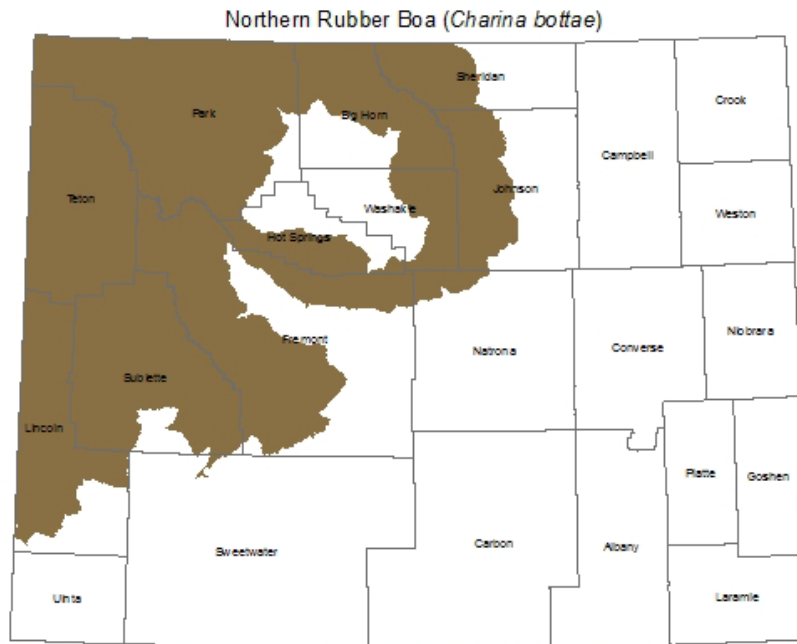 Northern Rubber Boa (Charina bottae)
Sheridan
Crook
Park
Big Horn
Campbell
Teton
Johnson
Washakie
Weston
Hot Springs
Fremont
Niobrara
Natrona
Converse
Sublette
Lincoln
Platte
Goshen
Sweetwater
Carbon
Albany
Uinta
Laramie